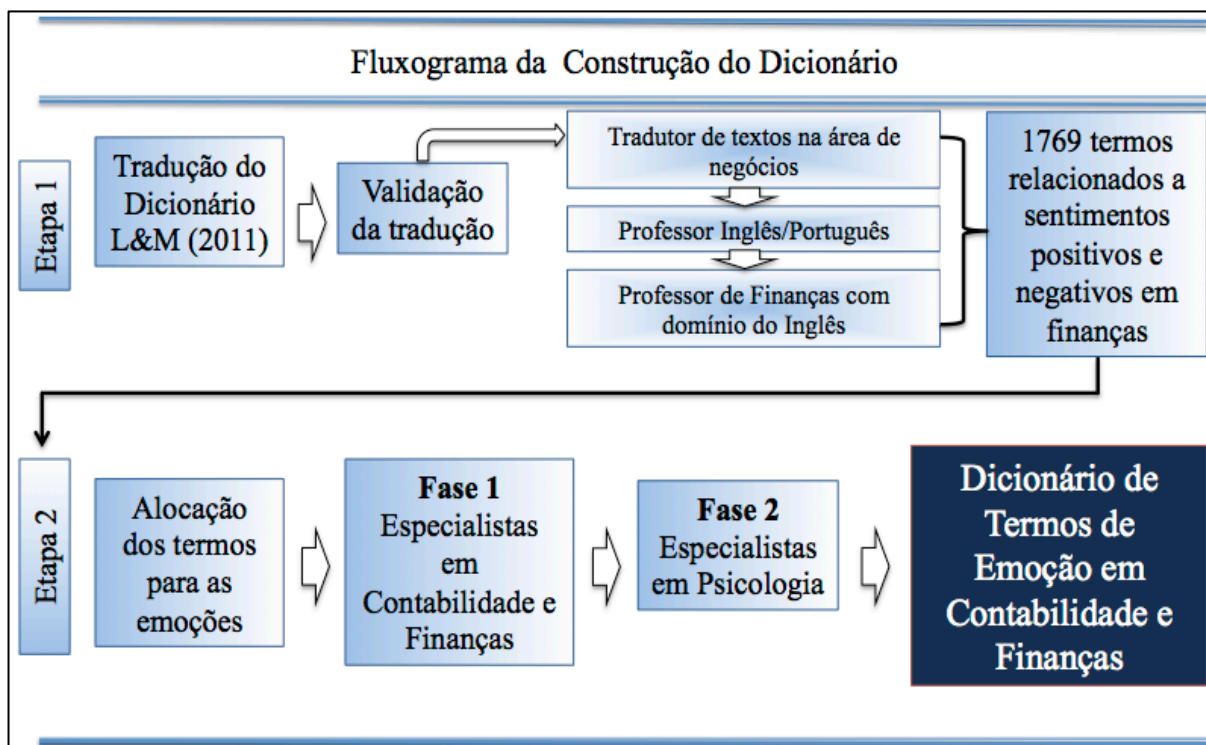 Fluxograma da Construção do Dicionário
Etapa 1
Tradução do
Dicionário
L&M (2011)
Validação
da tradução
Tradutor de textos na área de
negócios
Professor Inglês/Português
Professor de Finanças com
domínio do Inglês
1769 termos
relacionados a
sentimentos
positivos e
negativos em
finanças
Etapa 2
Alocação
dos termos
para as
emoções
Fase 1
Especialistas
em
Contabilidade e
Finanças
Fase 2
Especialistas
em Psicologia
Dicionário de
Termos de
Emoção em
Contabilidade e
Finanças